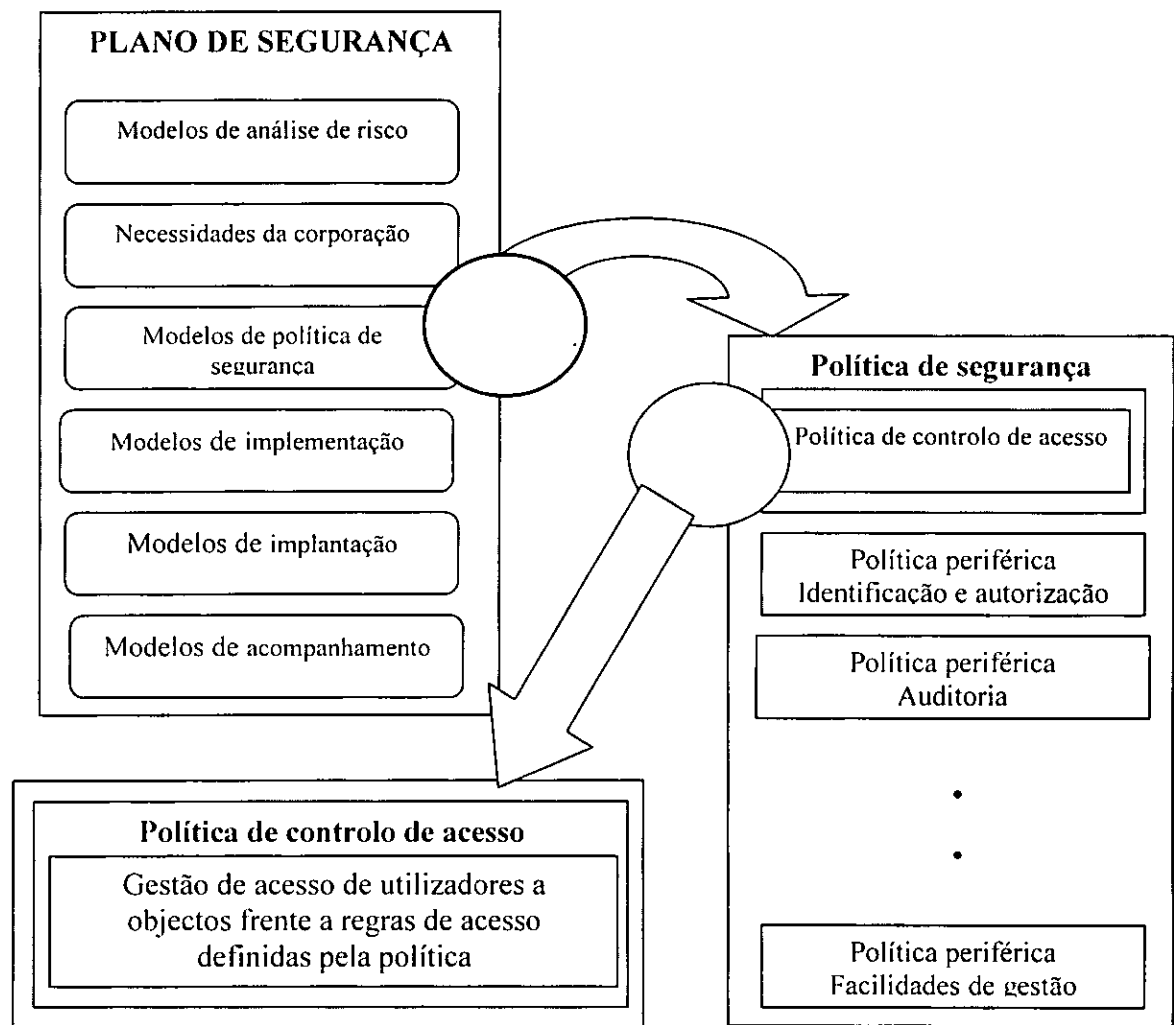 PLANO DE SEGURANÇA
Modelos de análise de risco
Necessidades da corporação
Modelos de política de
segurança
Modelos de implementação
Modelos de implantação
Modelos de acompanhamento
Política de segurança
Política de controlo de acesso
Política periférica
Identificação e autorização
Política periférica
Auditoria
Política periférica
Facilidades de gestão
Política de controlo de acesso
Gestão de acesso de utilizadores a
objectos frente a regras de acesso
definidas pela política